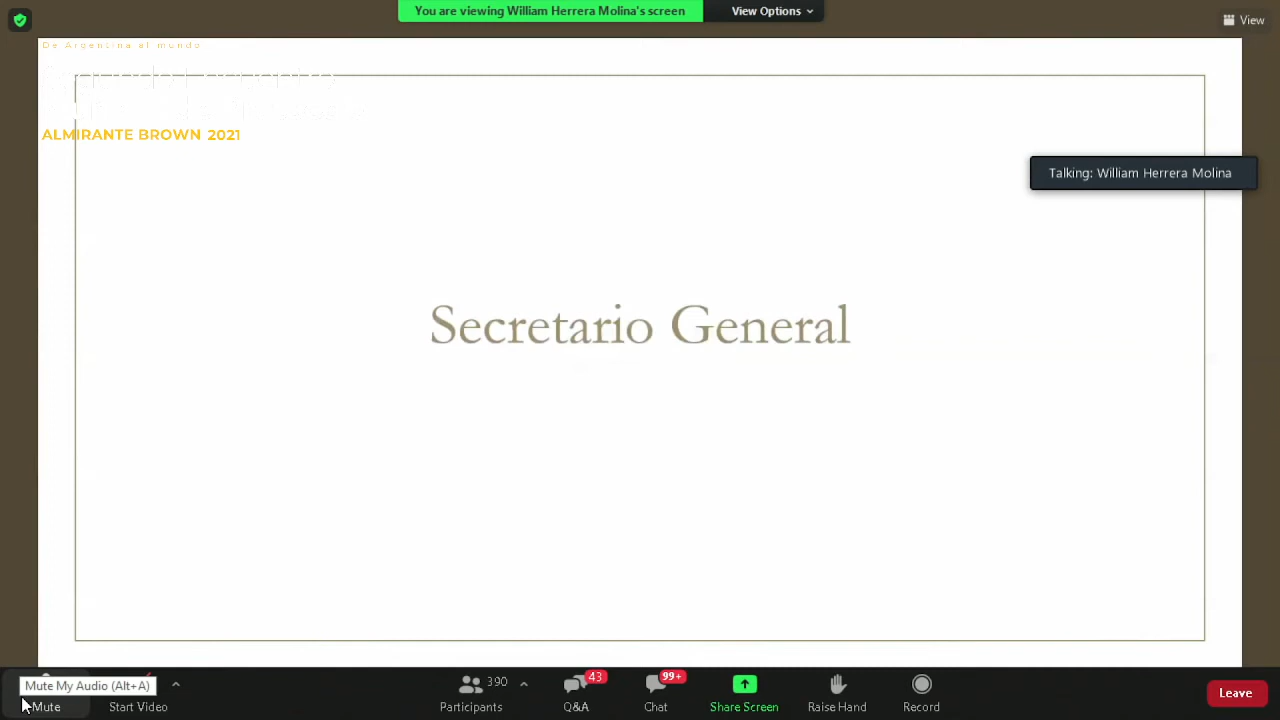 You are viewing William Herrera Molina's screen
View Options
View
De Argentina al mundo
ALMIRANTE BROWN 2021
Talking: William Herrera Molina
Secretario General
Mute My Audio (Alt+A)
390
43
99+
Mute
Start Video
Participants
Q&A
Chat
Share Screen
Raise Hand
Record
Leave